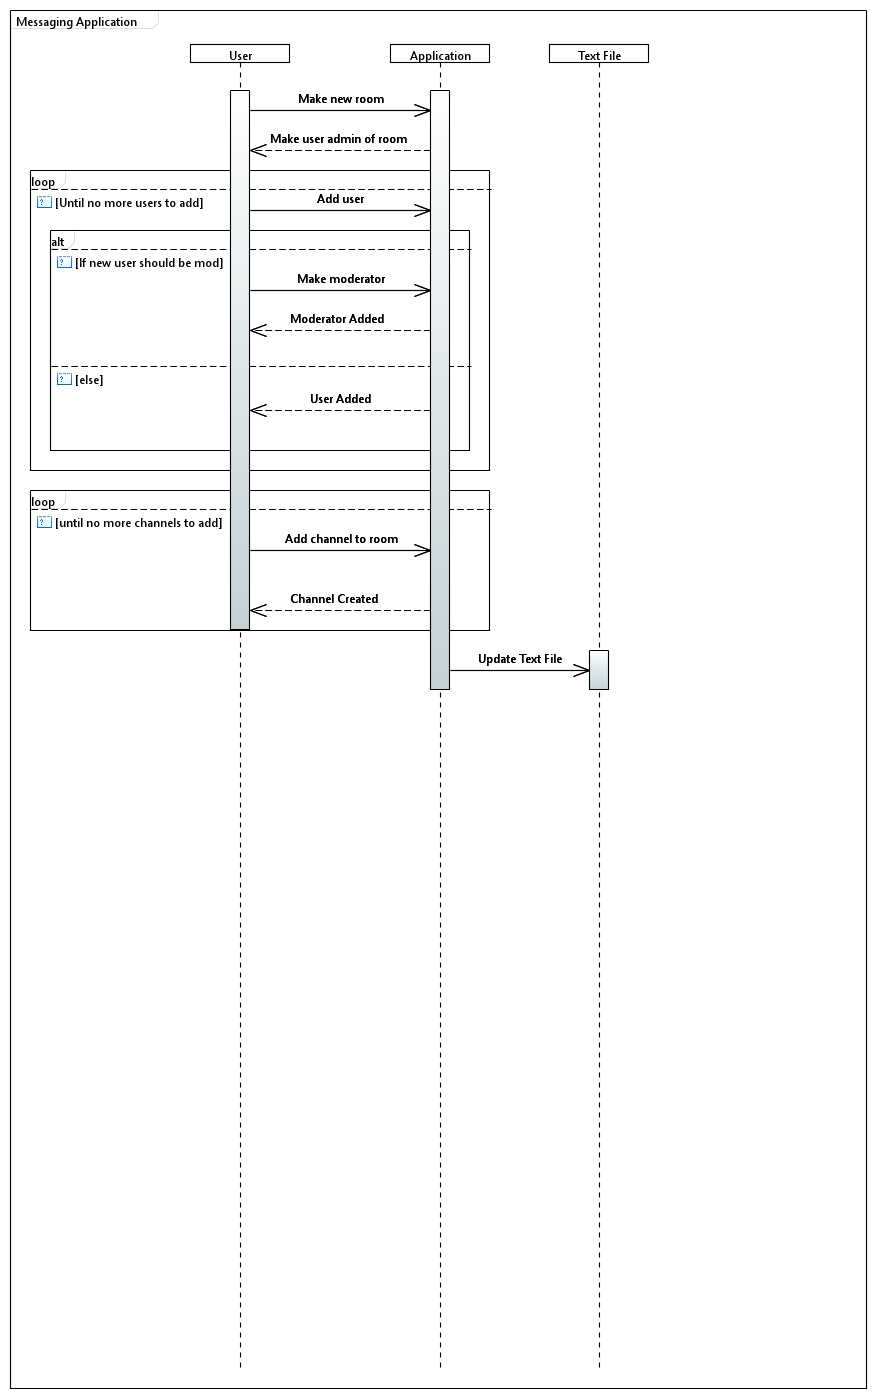 Messaging Application
User
Application
Text File
Make new room
Make user admin of room
loop
[Until no more users to add]
Add user
alt
[If new user should be mod]
Make moderator
Moderator Added
[else]
User Added
loop
[until no more channels to add]
Add channel to room
Channel Created
Update Text File